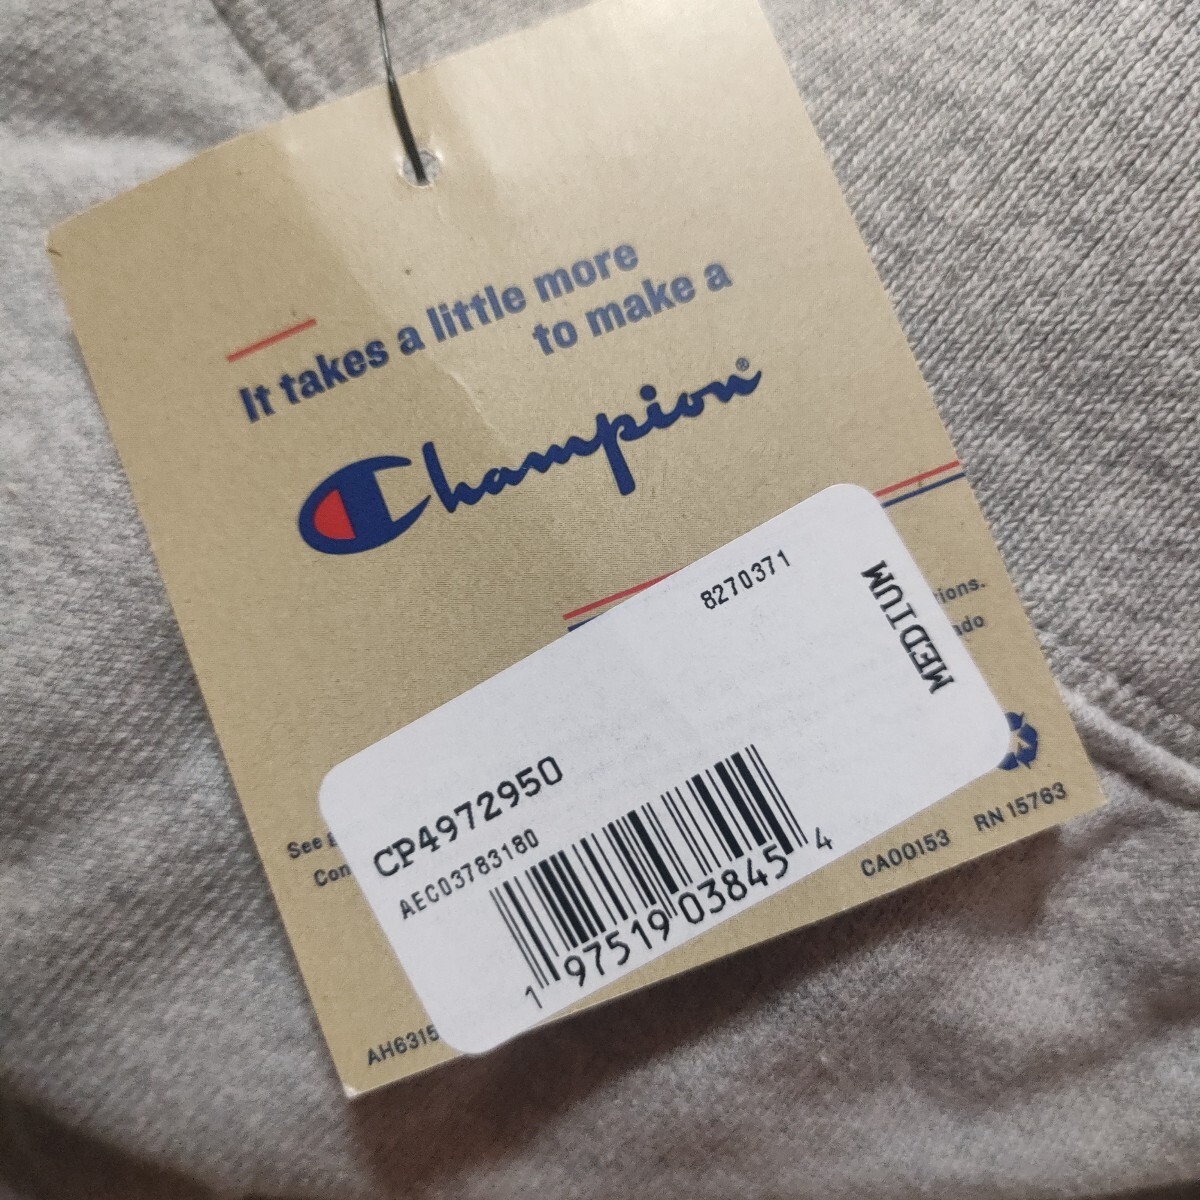 It takes a little more
to make a
Champion®
8270371
MEDIUM
ions.
ado
CP4972950
AEC03783180
1 97519 03845 4
See
Con
CA00153 RN 15763
AH6315